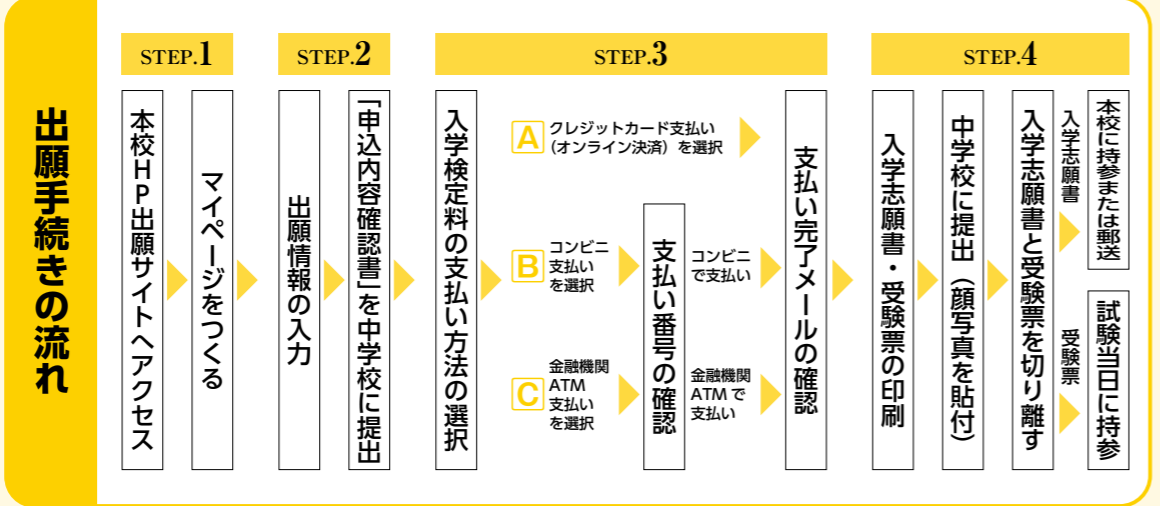 出願手続きの流れ
STEP.1
本校HP出願サイトへアクセス
マイページをつくる
STEP.2
出願情報の入力
「申込内容確認書」を中学校に提出
STEP.3
入学検定料の支払い方法の選択
A
クレジットカード支払い
(オンライン決済)を選択
B
コンビニ
支払い
を選択
C
金融機関
ATM
支払い
を選択
支払い番号の確認
コンビニ
で支払い
金融機関
ATMで
支払い
支払い完了メールの確認
STEP.4
入学志願書・受験票の印刷
中学校に提出(顔写真を貼付)
入学志願書と受験票を切り離す
入学志願書
本校に持参または郵送
受験票
試験当日に持参